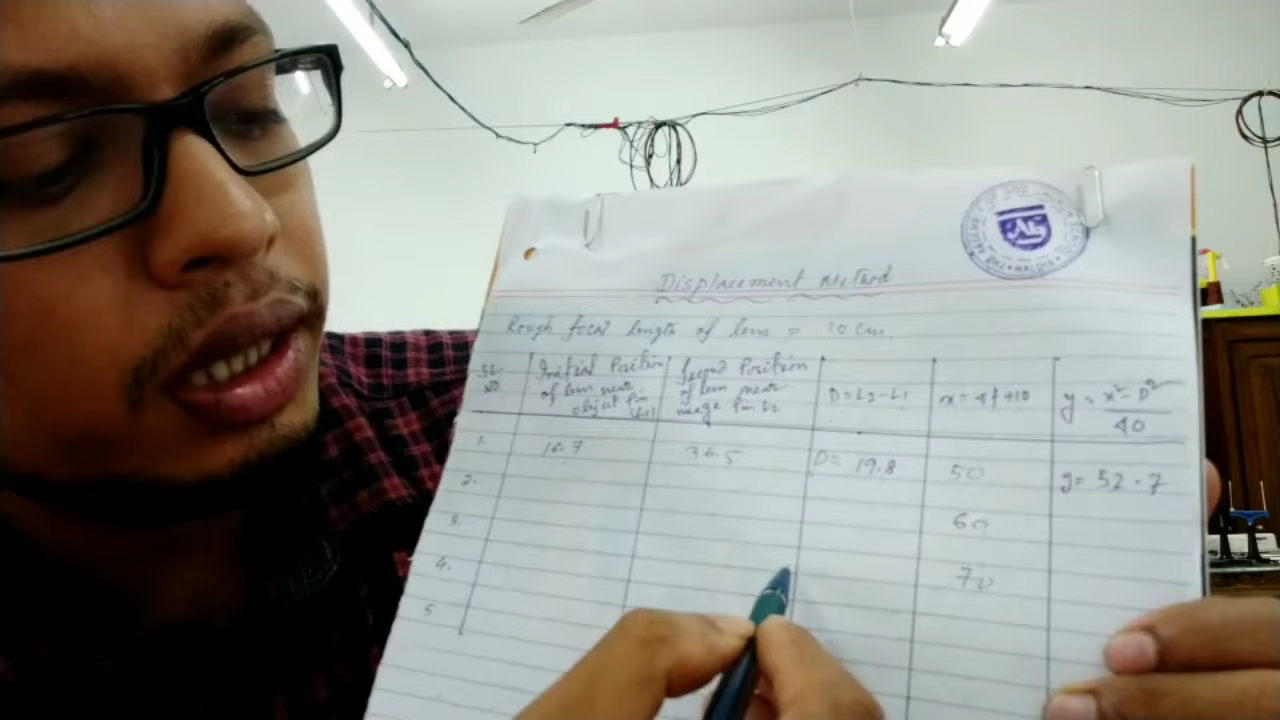 Displacement Method
Rough focal length of lens = 10 cm.
SL NO
Initial Position of lens near object pin (L1)
Second Position of lens near image Pin L2
D = L2 - L1
x = 4f + 10
y = x² - D² / 40
1. 16.7 36.5 D = 19.8 50 y = 52.7
2. 60
3. 70
4.
5